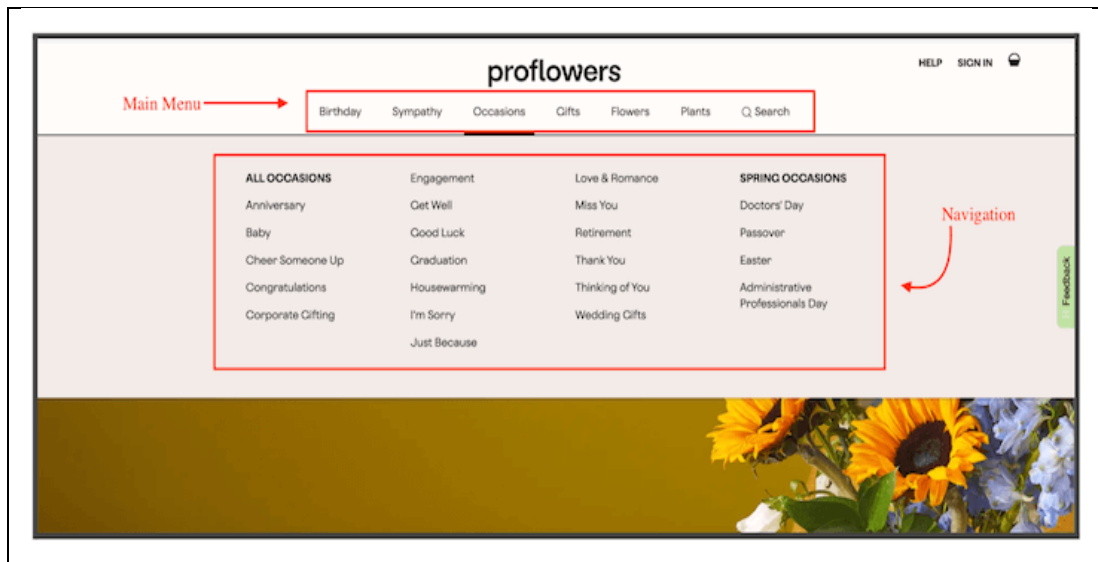 proflowers
HELP SIGN IN
Main Menu
Birthday Sympathy Occasions Gifts Flowers Plants Search
ALL OCCASIONS
Anniversary
Baby
Cheer Someone Up
Congratulations
Corporate Gifting
Engagement
Get Well
Good Luck
Graduation
Housewarming
I'm Sorry
Just Because
Love & Romance
Miss You
Retirement
Thank You
Thinking of You
Wedding Gifts
SPRING OCCASIONS
Doctors' Day
Passover
Easter
Administrative
Professionals Day
Navigation
Feedback